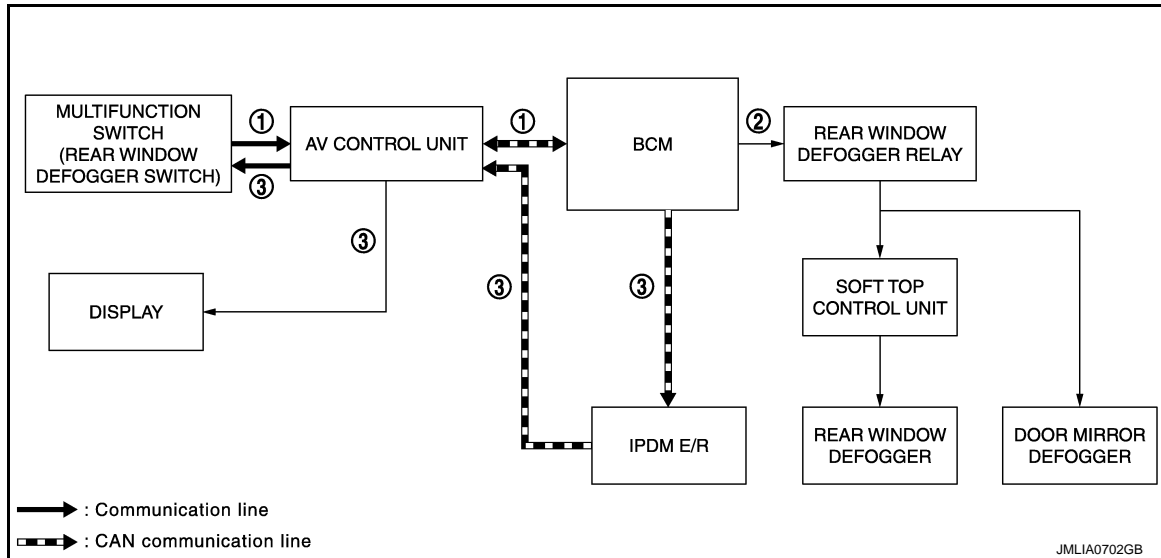 MULTIFUNCTION
SWITCH
(REAR WINDOW
DEFOGGER SWITCH)
①
③
AV CONTROL UNIT
①
BCM
②
REAR WINDOW
DEFOGGER RELAY
③
DISPLAY
③
③
SOFT TOP
CONTROL UNIT
IPDM E/R
REAR WINDOW
DEFOGGER
DOOR MIRROR
DEFOGGER
: Communication line
: CAN communication line
JMLIA0702GB